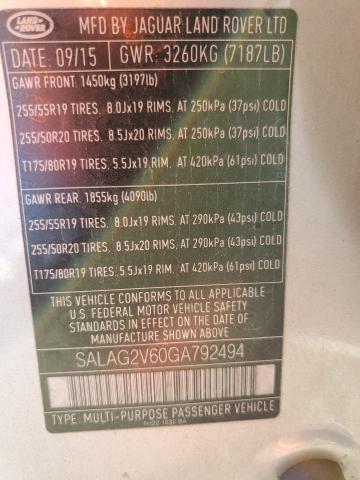 LAND ROVER
MFD BY JAGUAR LAND ROVER LTD
DATE: 09/15 GWR: 3260KG (7187LB)
GAWR FRONT: 1450kg (3197lb)
255/55R19 TIRES, 8.0Jx19 RIMS, AT 250kPa (37psi) COLD
255/50R20 TIRES, 8.5Jx20 RIMS, AT 250kPa (37psi) COLD
T175/80R19 TIRES, 5.5Jx19 RIM, AT 420kPa (61psi) COLD
GAWR REAR: 1855kg (4090lb)
255/55R19 TIRES, 8.0Jx19 RIMS, AT 290kPa (43psi) COLD
255/50R20 TIRES, 8.5Jx20 RIMS, AT 290kPa (43psi) COLD
T175/80R19 TIRES, 5.5Jx19 RIM, AT 420kPa (61psi) COLD
THIS VEHICLE CONFORMS TO ALL APPLICABLE
U.S. FEDERAL MOTOR VEHICLE SAFETY
STANDARDS IN EFFECT ON THE DATE OF
MANUFACTURE SHOWN ABOVE
SALAG2V60GA792494
TYPE: MULTI-PURPOSE PASSENGER VEHICLE